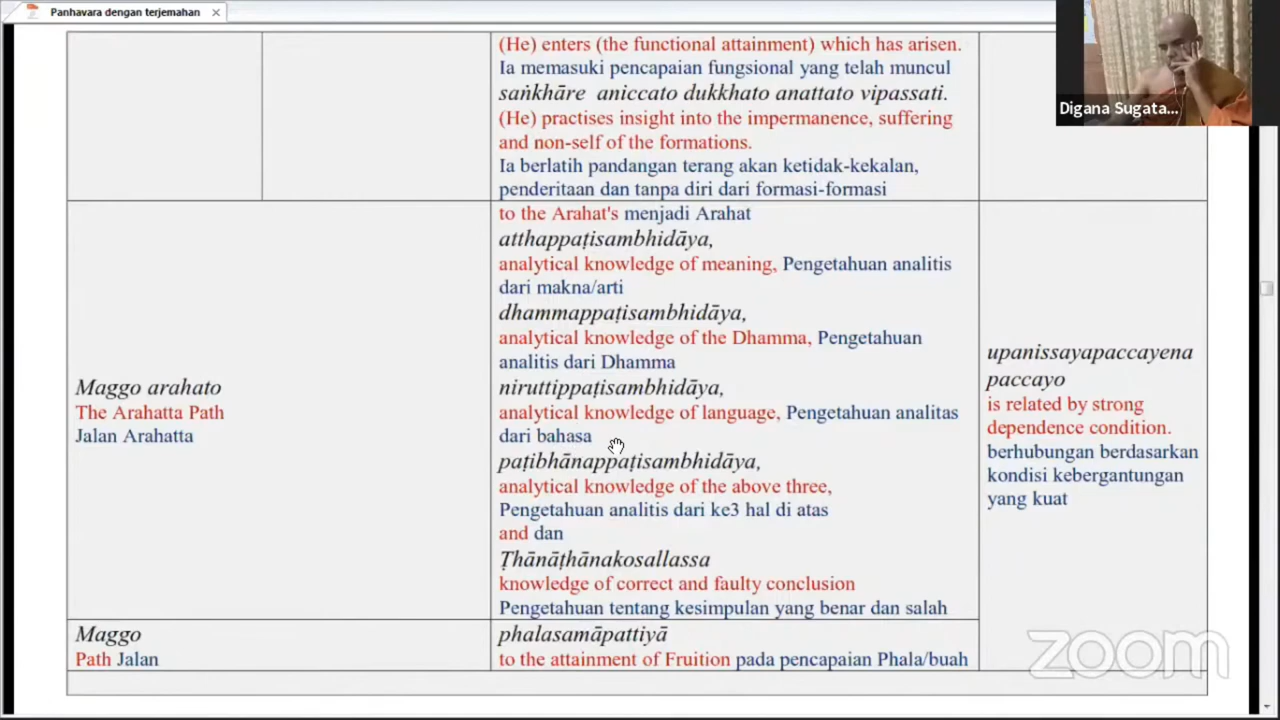 Panhavara dengan terjemahan
Digana Sugata...
(He) enters (the functional attainment) which has arisen.
Ia memasuki pencapaian fungsional yang telah muncul
saṅkhāre aniccato dukkhato anattato vipassati.
(He) practises insight into the impermanence, suffering
and non-self of the formations.
Ia berlatih pandangan terang akan ketidak-kekalan,
penderitaan dan tanpa diri dari formasi-formasi
Maggo arahato
The Arahatta Path
Jalan Arahatta
to the Arahat's menjadi Arahat
atthappaṭisambhidāya,
analytical knowledge of meaning, Pengetahuan analitis
dari makna/arti
dhammappaṭisambhidāya,
analytical knowledge of the Dhamma, Pengetahuan
analitis dari Dhamma
niruttippaṭisambhidāya,
analytical knowledge of language, Pengetahuan analitas
dari bahasa
paṭibhānappaṭisambhidāya,
analytical knowledge of the above three,
Pengetahuan analitis dari ke3 hal di atas
and dan
Ṭhānāṭhānakosallassa
knowledge of correct and faulty conclusion
Pengetahuan tentang kesimpulan yang benar dan salah
upanissayapaccayena
paccayo
is related by strong
dependence condition.
berhubungan berdasarkan
kondisi kebergantungan
yang kuat
Maggo
Path Jalan
phalasamāpattiyā
to the attainment of Fruition pada pencapaian Phala/buah
zoom